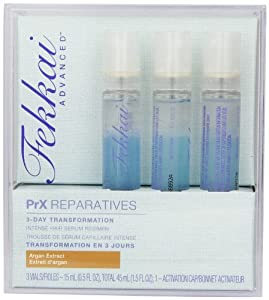 Fekkai
ADVANCED™
PrX REPARATIVES
3-DAY TRANSFORMATION
INTENSE HAIR SERUM REGIMEN
TROUSSE DE SÉRUM CAPILLAIRE INTENSE
TRANSFORMATION EN 3 JOURS
Argan Extract
Extrait d'argan
3 VIALS/FIOLES – 15 mL (0.5 FL OZ), TOTAL 45 mL (1.5 FL OZ); 1 – ACTIVATION CAP/BONNET ACTIVATEUR